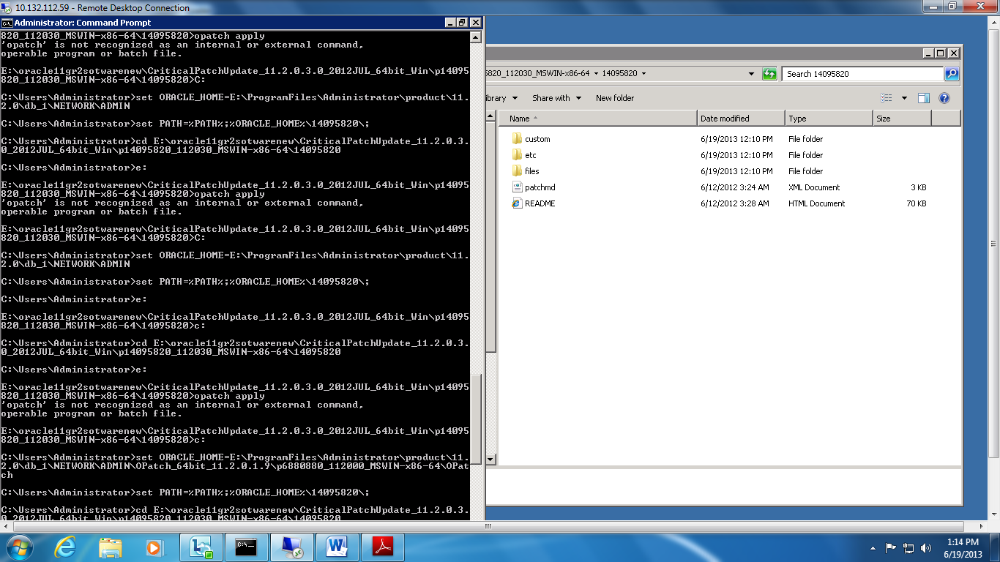 10.132.112.59 - Remote Desktop Connection
Administrator: Command Prompt
820_112030_MSWIN-x86-64\14095820>opatch apply
'opatch' is not recognized as an internal or external command,
operable program or batch file.
E:\oracle11gr2sotwarenew\CriticalPatchUpdate_11.2.0.3.0_2012JUL_64bit_Win\p14095
820_112030_MSWIN-x86-64\14095820>C:
C:\Users\Administrator>set ORACLE_HOME=E:\ProgramFiles\Administrator\product\11.
2.0\db_1\NETWORK\ADMIN
C:\Users\Administrator>set PATH=%PATH%;%ORACLE_HOME%\14095820\;
C:\Users\Administrator>cd E:\oracle11gr2sotwarenew\CriticalPatchUpdate_11.2.0.3.
0_2012JUL_64bit_Win\p14095820_112030_MSWIN-x86-64\14095820
C:\Users\Administrator>e:
E:\oracle11gr2sotwarenew\CriticalPatchUpdate_11.2.0.3.0_2012JUL_64bit_Win\p14095
820_112030_MSWIN-x86-64\14095820>opatch apply
'opatch' is not recognized as an internal or external command,
operable program or batch file.
E:\oracle11gr2sotwarenew\CriticalPatchUpdate_11.2.0.3.0_2012JUL_64bit_Win\p14095
820_112030_MSWIN-x86-64\14095820>C:
C:\Users\Administrator>set ORACLE_HOME=E:\ProgramFiles\Administrator\product\11.
2.0\db_1\NETWORK\ADMIN
C:\Users\Administrator>set PATH=%PATH%;%ORACLE_HOME%\14095820\;
C:\Users\Administrator>e:
E:\oracle11gr2sotwarenew\CriticalPatchUpdate_11.2.0.3.0_2012JUL_64bit_Win\p14095
820_112030_MSWIN-x86-64\14095820>c:
C:\Users\Administrator>cd E:\oracle11gr2sotwarenew\CriticalPatchUpdate_11.2.0.3.
0_2012JUL_64bit_Win\p14095820_112030_MSWIN-x86-64\14095820
C:\Users\Administrator>e:
E:\oracle11gr2sotwarenew\CriticalPatchUpdate_11.2.0.3.0_2012JUL_64bit_Win\p14095
820_112030_MSWIN-x86-64\14095820>opatch apply
'opatch' is not recognized as an internal or external command,
operable program or batch file.
E:\oracle11gr2sotwarenew\CriticalPatchUpdate_11.2.0.3.0_2012JUL_64bit_Win\p14095
820_112030_MSWIN-x86-64\14095820>c:
C:\Users\Administrator>set ORACLE_HOME=E:\ProgramFiles\Administrator\product\11.
2.0\db_1\NETWORK\ADMIN\OPatch_64bit_11.2.0.1.9\p6880880_112000_MSWIN-x86-64\OPat
ch
C:\Users\Administrator>set PATH=%PATH%;%ORACLE_HOME%\14095820\;
C:\Users\Administrator>cd E:\oracle11gr2sotwarenew\CriticalPatchUpdate_11.2.0.3.
0_2012JUL_64bit_Win\p14095820_112030_MSWIN-x86-64\14095820
5820_112030_MSWIN-x86-64 14095820 Search 14095820
ibrary Share with New folder
Name Date modified Type Size
custom 6/19/2013 12:10 PM File folder
etc 6/19/2013 12:10 PM File folder
files 6/19/2013 12:10 PM File folder
patchmd 6/12/2012 3:24 AM XML Document 3 KB
README 6/12/2012 3:28 AM HTML Document 70 KB
1:14 PM
6/19/2013